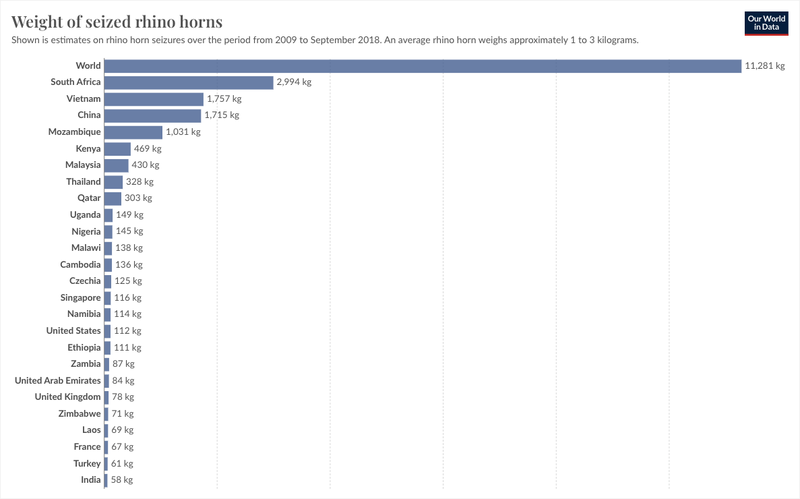 Weight of seized rhino horns
Our World
in Data
Shown is estimates on rhino horn seizures over the period from 2009 to September 2018. An average rhino horn weighs approximately 1 to 3 kilograms.
World 11,281 kg
South Africa 2,994 kg
Vietnam 1,757 kg
China 1,715 kg
Mozambique 1,031 kg
Kenya 469 kg
Malaysia 430 kg
Thailand 328 kg
Qatar 303 kg
Uganda 149 kg
Nigeria 145 kg
Malawi 138 kg
Cambodia 136 kg
Czechia 125 kg
Singapore 116 kg
Namibia 114 kg
United States 112 kg
Ethiopia 111 kg
Zambia 87 kg
United Arab Emirates 84 kg
United Kingdom 78 kg
Zimbabwe 71 kg
Laos 69 kg
France 67 kg
Turkey 61 kg
India 58 kg